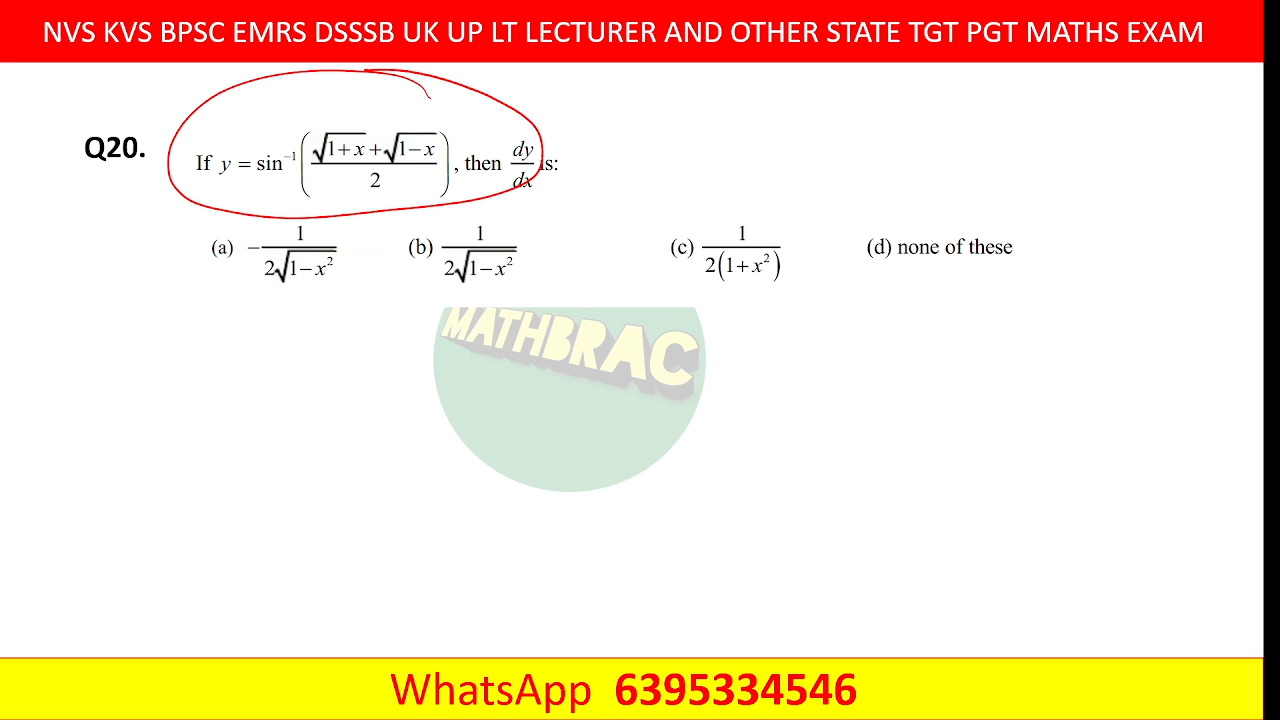 NVS KVS BPSC EMRS DSSSB UK UP LT LECTURER AND OTHER STATE TGT PGT MATHS EXAM
Q20. If y = sin⁻¹((√(1+x) + √(1−x))/2), then dy/dx is:
(a) −1/(2√(1−x²)) (b) 1/(2√(1−x²)) (c) 1/(2(1+x²)) (d) none of these
MATHBRAC
WhatsApp 6395334546